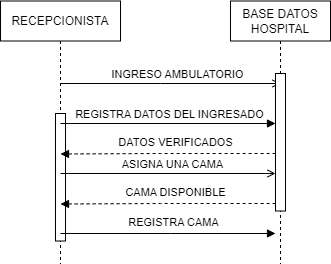 RECEPCIONISTA
BASE DATOS
HOSPITAL
INGRESO AMBULATORIO
REGISTRA DATOS DEL INGRESADO
DATOS VERIFICADOS
ASIGNA UNA CAMA
CAMA DISPONIBLE
REGISTRA CAMA